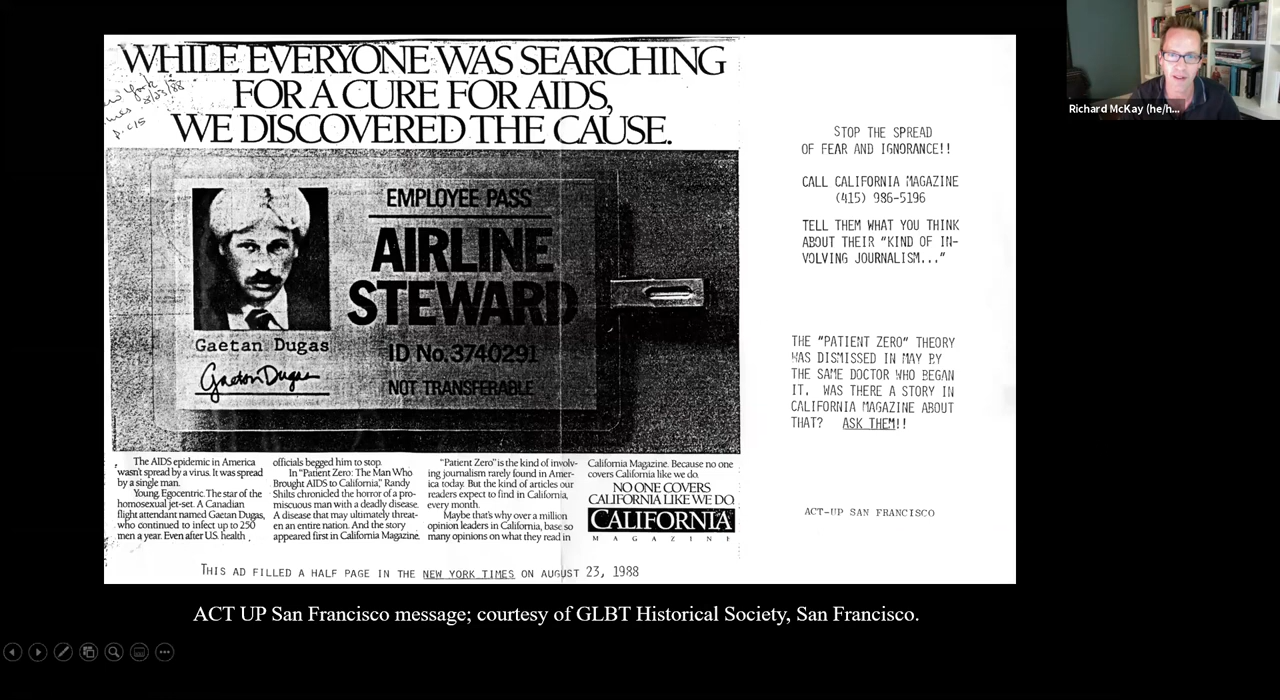 WHILE EVERYONE WAS SEARCHING
FOR A CURE FOR AIDS,
WE DISCOVERED THE CAUSE.
8/23/88
EMPLOYEE PASS
AIRLINE
STEWARD
Gaetan Dugas
ID No. 3740291
Gaetan Dugas
NOT TRANSFERABLE
The AIDS epidemic in America
wasn't spread by a virus. It was spread
by a single man.
Young. Egocentric. The star of the
homosexual jet-set. A Canadian
flight attendant named Gaetan Dugas,
who continued to infect up to 250
men a year. Even after U.S. health
officials begged him to stop.
In "Patient Zero: The Man Who
Brought AIDS to California," Randy
Shilts chronicled the horror of a pro-
miscuous man with a deadly disease.
A disease that may ultimately threat-
en an entire nation. And the story
appeared first in California Magazine.
"Patient Zero" is the kind of involv-
ing journalism rarely found in Amer-
ica today. But the kind of articles our
readers expect to find in California,
every month.
Maybe that's why over a million
opinion leaders in California, base so
many opinions on what they read in
California Magazine. Because no one
covers California like we do.
NO ONE COVERS
CALIFORNIA LIKE WE DO.
CALIFORNIA
MAGAZINE
THIS AD FILLED A HALF PAGE IN THE NEW YORK TIMES ON AUGUST 23, 1988
STOP THE SPREAD
OF FEAR AND IGNORANCE!!
CALL CALIFORNIA MAGAZINE
(415) 986-5196
TELL THEM WHAT YOU THINK
ABOUT THEIR "KIND OF IN-
VOLVING JOURNALISM..."
THE "PATIENT ZERO" THEORY
WAS DISMISSED IN MAY BY
THE SAME DOCTOR WHO BEGAN
IT. WAS THERE A STORY IN
CALIFORNIA MAGAZINE ABOUT
THAT? ASK THEM!!
ACT-UP SAN FRANCISCO
ACT UP San Francisco message; courtesy of GLBT Historical Society, San Francisco.
Richard McKay (he/h...